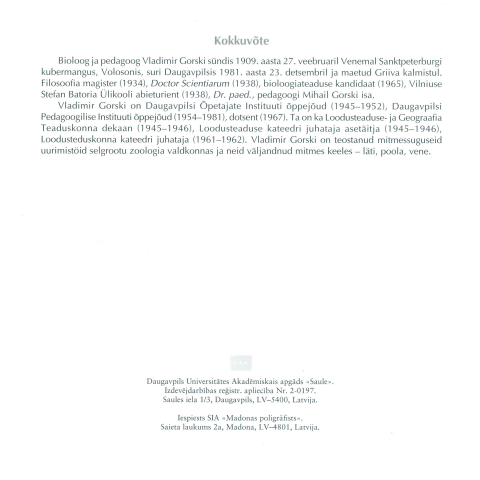 Kokkuvõte
Bioloog ja pedagoog Vladimir Gorski sündis 1909. aasta 27. veebruaril Venemal Sanktpeterburgi
kubermangus, Volosonis, suri Daugavpilsis 1981. aasta 23. detsembril ja maetud Griiva kalmistul.
Filosoofia magister (1934), Doctor Scientiarum (1938), bioloogiateaduse kandidaat (1965), Vilniuse
Stefan Batoria Ülikooli abieturient (1938), Dr. paed., pedagoogi Mihail Gorski isa.
Vladimir Gorski on Daugavpilsi Õpetajate Instituuti õppejõud (1945–1952), Daugavpilsi
Pedagoogilise Instituuti õppejõud (1954–1981), dotsent (1967). Ta on ka Loodusteaduse- ja Geograafia
Teaduskonna dekaan (1945–1946), Loodusteaduse kateedri juhataja asetäitja (1945–1946),
Loodusteduskonna kateedri juhataja (1961–1962). Vladimir Gorski on teostanud mitmessuguseid
uurimistöid selgrootu zoologia valdkonnas ja neid väljandnud mitmes keeles – läti, poola, vene.
Daugavpils Universitātes Akadēmiskais apgāds «Saule».
Izdevējdarbības reģistr. apliecība Nr. 2-0197.
Saules iela 1/3, Daugavpils, LV–5400, Latvija.
Iespiests SIA «Madonas poligrāfists».
Saieta laukums 2a, Madona, LV–4801, Latvija.